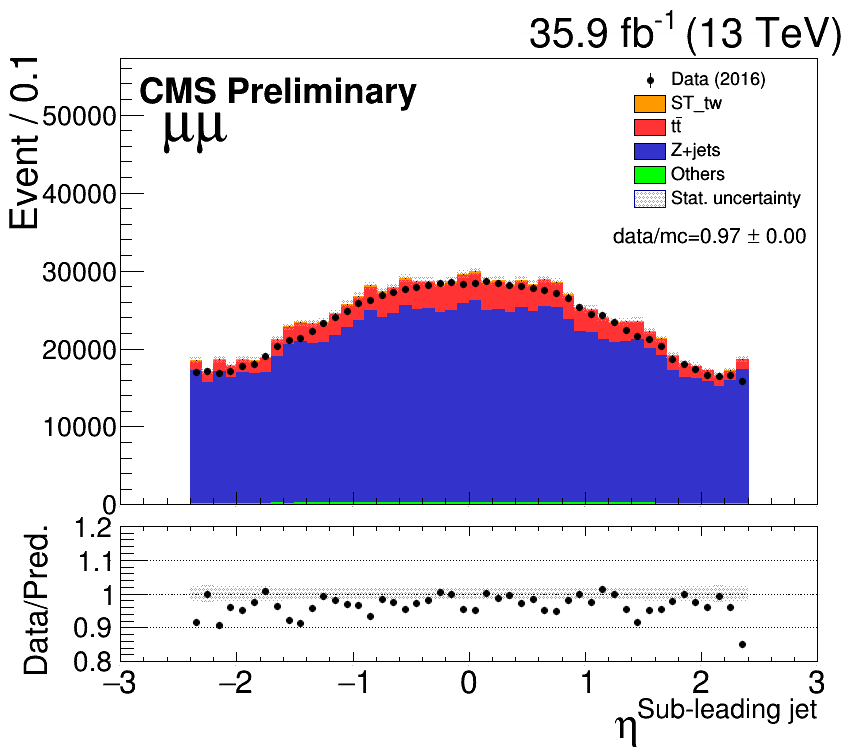 35.9 fb-1 (13 TeV)
CMS Preliminary
μμ
Event / 0.1
50000
40000
30000
20000
10000
0
Data (2016)
ST_tw
tt̄
Z+jets
Others
Stat. uncertainty
data/mc=0.97 ± 0.00
Data/Pred.
1.2
1.1
1
0.9
0.8
−3 −2 −1 0 1 2 3
ηSub-leading jet